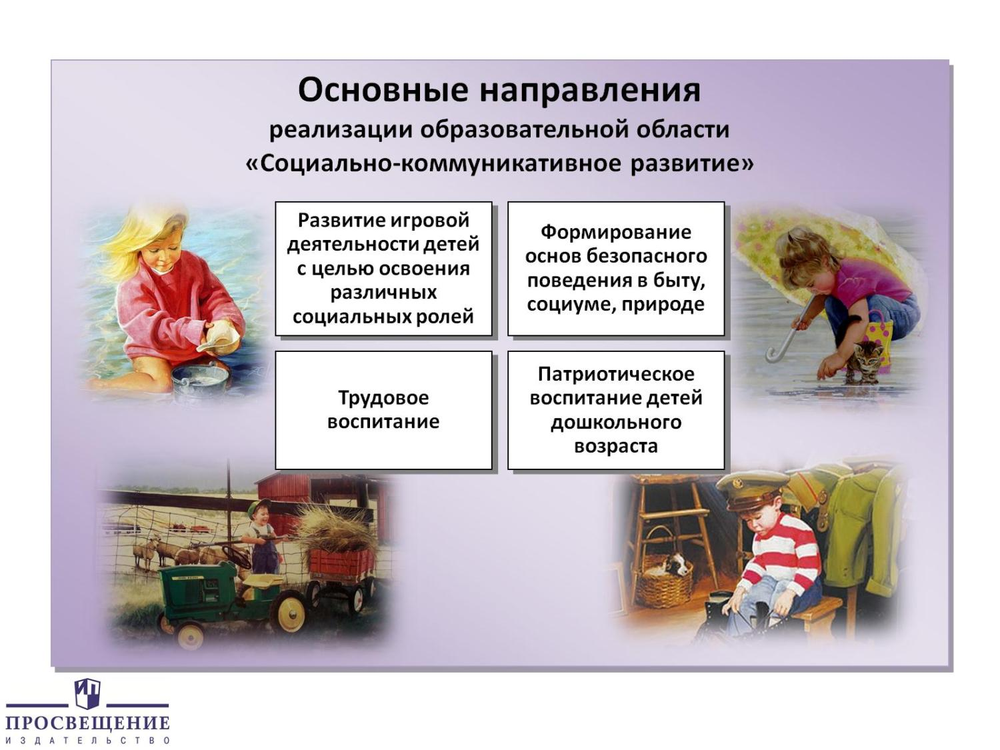 Основные направления
реализации образовательной области
«Социально-коммуникативное развитие»
Развитие игровой
деятельности детей
с целью освоения
различных
социальных ролей
Формирование
основ безопасного
поведения в быту,
социуме, природе
Трудовое
воспитание
Патриотическое
воспитание детей
дошкольного
возраста
ИП
ПРОСВЕЩЕНИЕ
ИЗДАТЕЛЬСТВО